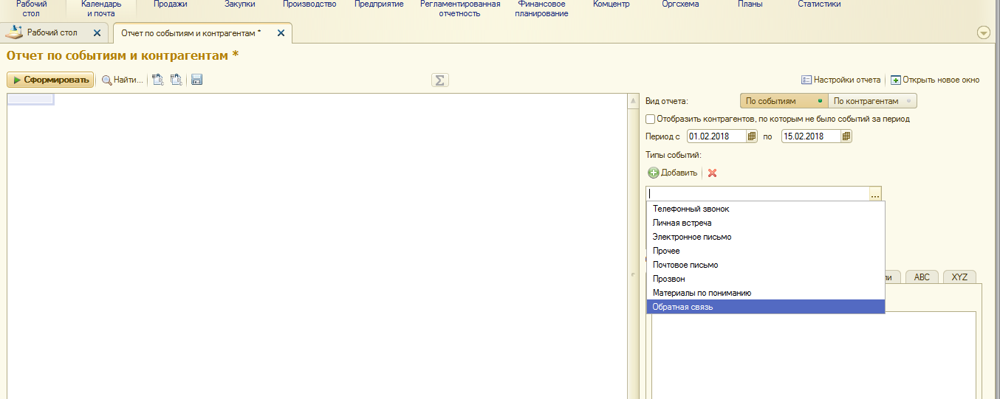 Рабочий
стол
Календарь
и почта
Продажи
Закупки
Производство
Предприятие
Регламентированная
отчетность
Финансовое
планирование
Комцентр
Оргсхема
Планы
Статистики
Рабочий стол
Отчет по событиям и контрагентам *
Отчет по событиям и контрагентам *
Сформировать
Найти...
Σ
Настройки отчета
Открыть новое окно
Вид отчета:
По событиям
По контрагентам
Отобразить контрагентов, по которым не было событий за период
Период с
01.02.2018
по
15.02.2018
Типы событий:
Добавить
...
Телефонный звонок
Личная встреча
Электронное письмо
Прочее
Почтовое письмо
Прозвон
Материалы по пониманию
Обратная связь
ли
ABC
XYZ